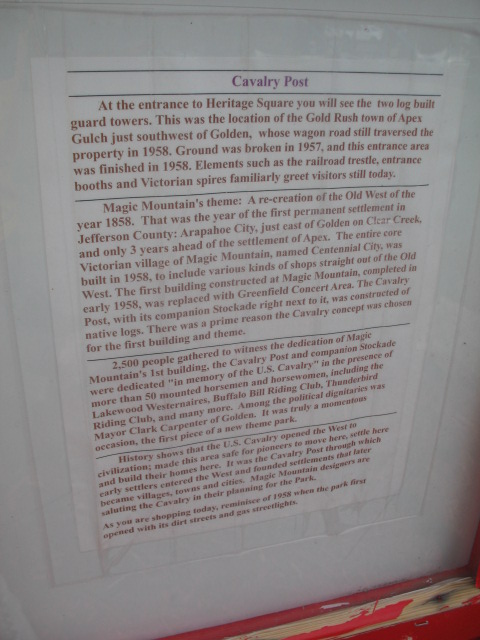 Cavalry Post
At the entrance to Heritage Square you will see the two log built
guard towers. This was the location of the Gold Rush town of Apex
Gulch just southwest of Golden, whose wagon road still traversed the
property in 1958. Ground was broken in 1957, and this entrance area
was finished in 1958. Elements such as the railroad trestle, entrance
booths and Victorian spires familiarly greet visitors still today.
Magic Mountain's theme: A re-creation of the Old West of the
year 1858. That was the year of the first permanent settlement in
Jefferson County: Arapahoe City, just east of Golden on Clear Creek,
and only 3 years ahead of the settlement of Apex. The entire core
Victorian village of Magic Mountain, named Centennial City, was
built in 1958, to include various kinds of shops straight out of the Old
West. The first building constructed at Magic Mountain, completed in
early 1958, was replaced with Greenfield Concert Area. The Cavalry
Post, with its companion Stockade right next to it, was constructed of
native logs. There was a prime reason the Cavalry concept was chosen
for the first building and theme.
2,500 people gathered to witness the dedication of Magic
Mountain's 1st building, the Cavalry Post and companion Stockade
were dedicated "in memory of the U.S. Cavalry" in the presence of
more than 50 mounted horsemen and horsewomen, including the
Lakewood Westernaires, Buffalo Bill Riding Club, Thunderbird
Riding Club, and many more. Among the political dignitaries was
Mayor Clark Carpenter of Golden. It was truly a momentous
occasion, the first piece of a new theme park.
History shows that the U.S. Cavalry opened the West to
civilization; made this area safe for pioneers to move here, settle here
and build their homes here. It was the Cavalry Post through which
early settlers entered the West and founded settlements that later
became villages, towns and cities. Magic Mountain designers are
saluting the Cavalry in their planning for the Park.
As you are shopping today, reminisce of 1958 when the park first
opened with its dirt streets and gas streetlights.